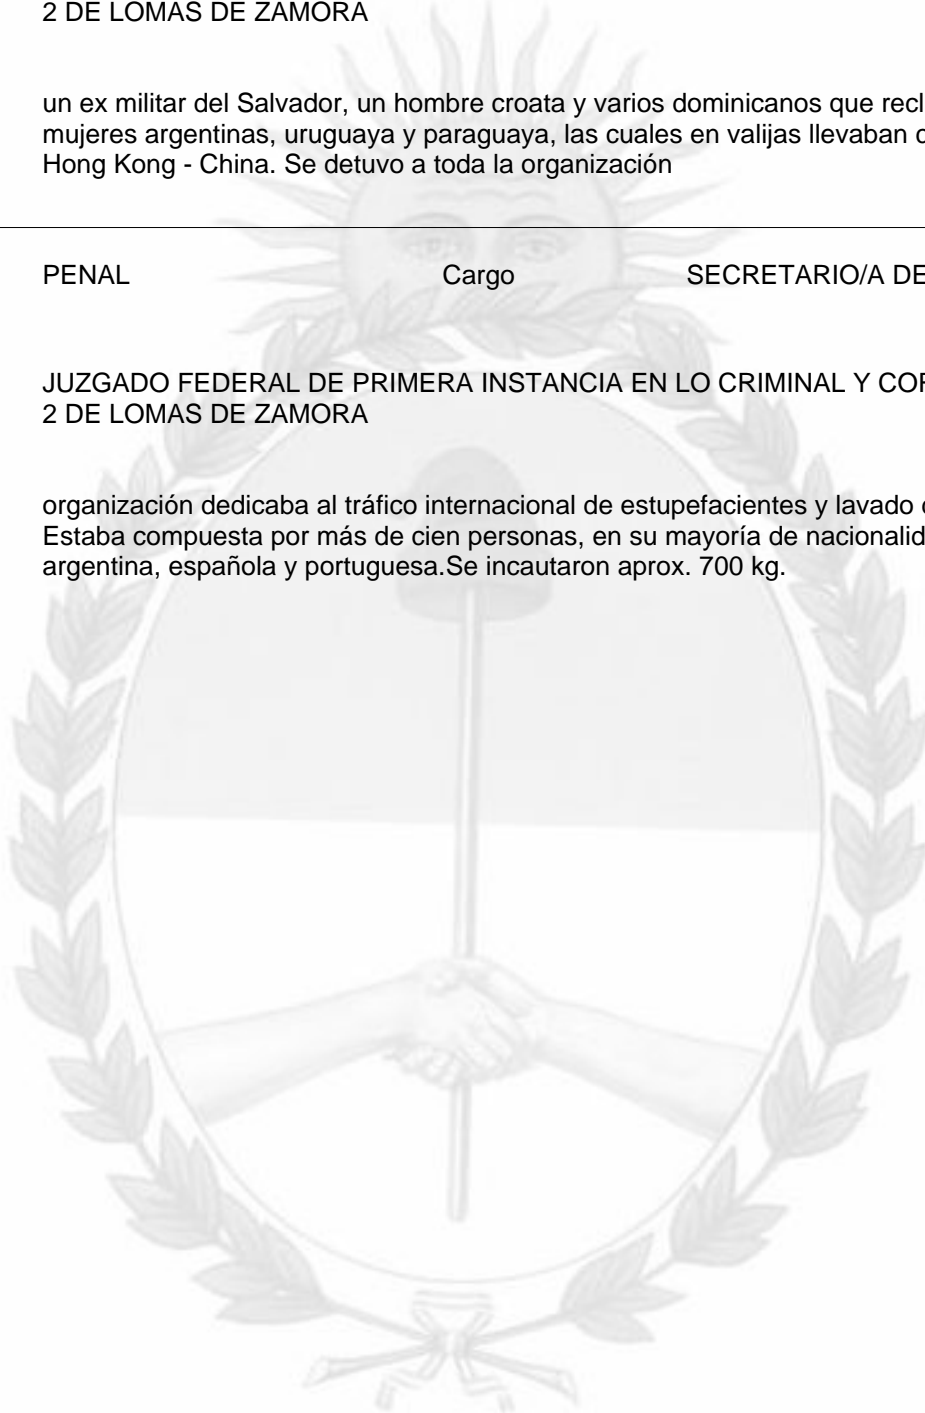 2 DE LOMAS DE ZAMORA
un ex militar del Salvador, un hombre croata y varios dominicanos que recl
mujeres argentinas, uruguaya y paraguaya, las cuales en valijas llevaban
Hong Kong - China. Se detuvo a toda la organización
PENAL Cargo SECRETARIO/A DE
JUZGADO FEDERAL DE PRIMERA INSTANCIA EN LO CRIMINAL Y
2 DE LOMAS DE ZAMORA
organización dedicaba al tráfico internacional de estupefacientes y lavado
Estaba compuesta por más de cien personas, en su mayoría de nacionalid
argentina, española y portuguesa.Se incautaron aprox. 700 kg.